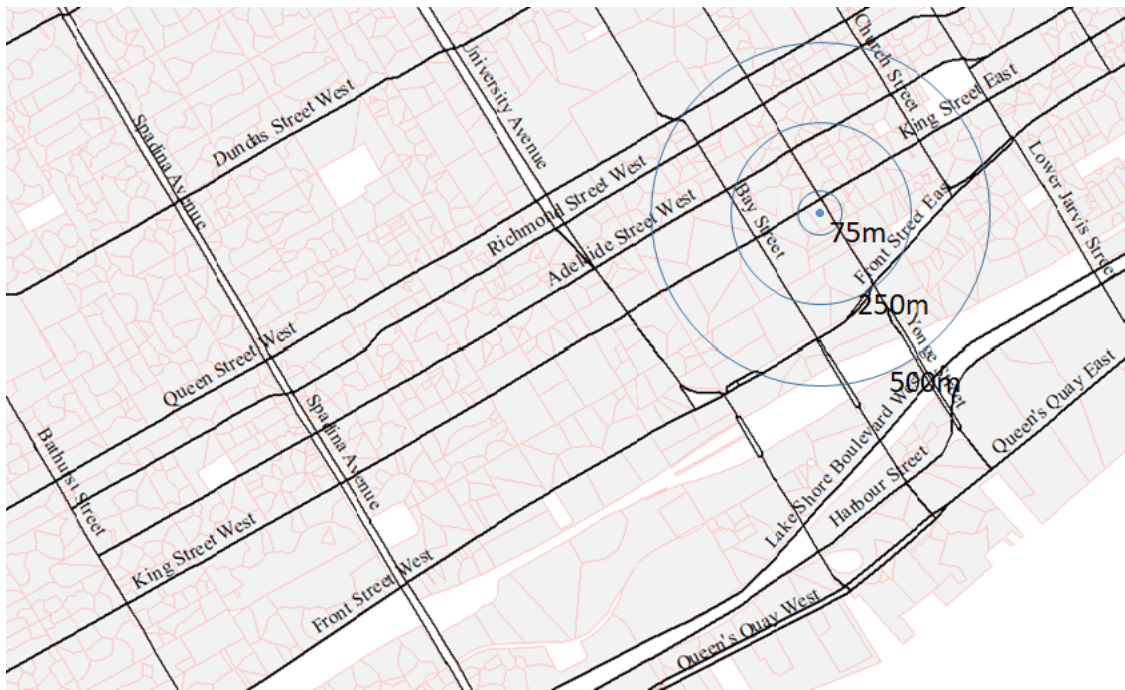 Church Street
University Avenue
King Street East
Dundas Street West
Spadina Avenue
Lower Jarvis Stree
Richmond Street West
Bay Street
Adelaide Street West
75m
Front Street East
250m
Yonge Street
Queen Street West
500m
Spadina Avenue
Queen's Quay East
Bathurst Street
Lake Shore Boulevard We
Harbour Street
King Street West
Front Street West
Queen's Quay West